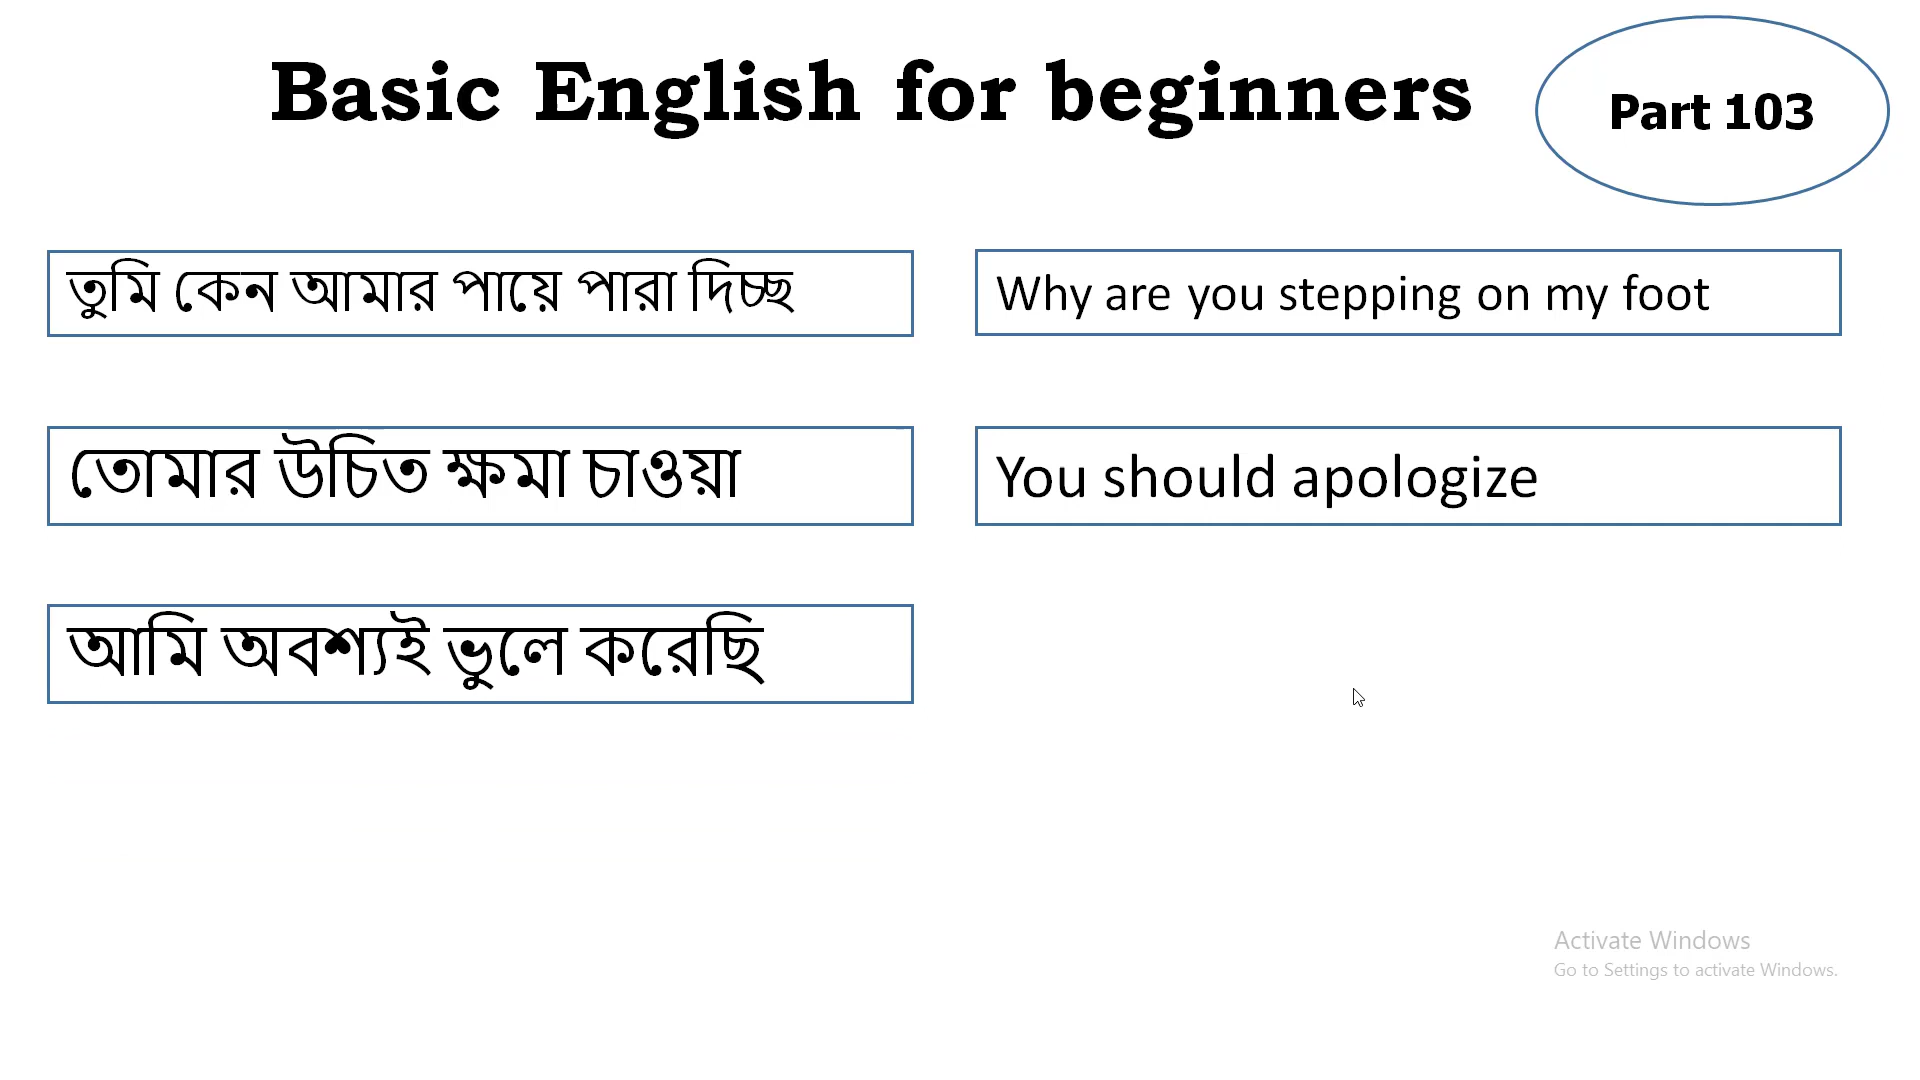 Basic English for beginners
Part 103
তুমি কেন আমার পায়ে পারা দিচ্ছ
Why are you stepping on my foot
তোমার উচিত ক্ষমা চাওয়া
You should apologize
আমি অবশ্যই ভুলে করেছি
Activate Windows
Go to Settings to activate Windows.